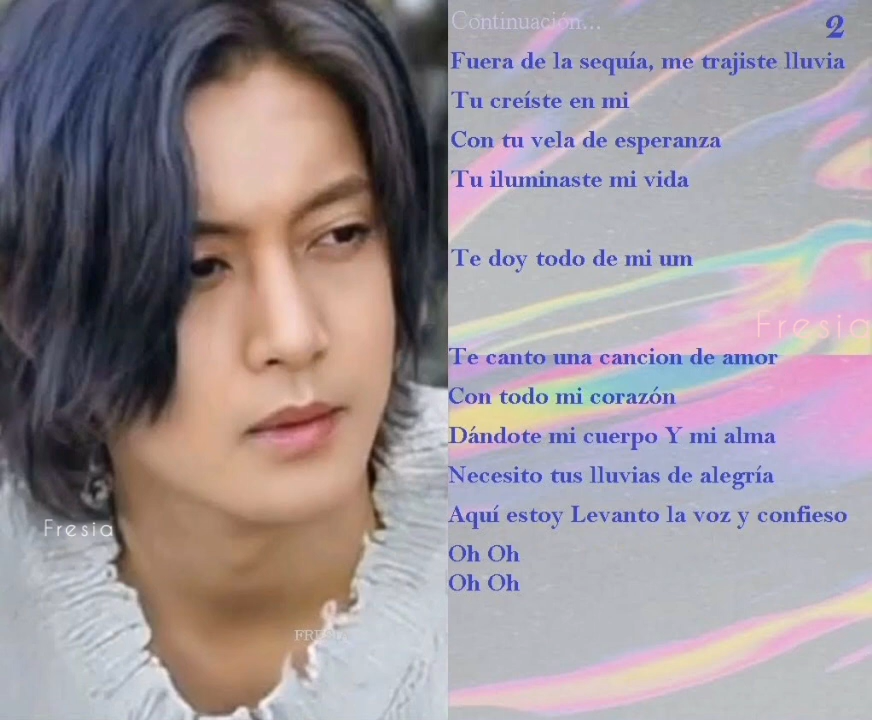 Continuación...
2
Fuera de la sequía, me trajiste lluvia
Tu creíste en mi
Con tu vela de esperanza
Tu iluminaste mi vida
Te doy todo de mi um
Fresia
Te canto una cancion de amor
Con todo mi corazón
Dándote mi cuerpo Y mi alma
Necesito tus lluvias de alegría
Aquí estoy Levanto la voz y confieso
Oh Oh
Oh Oh
Fresia